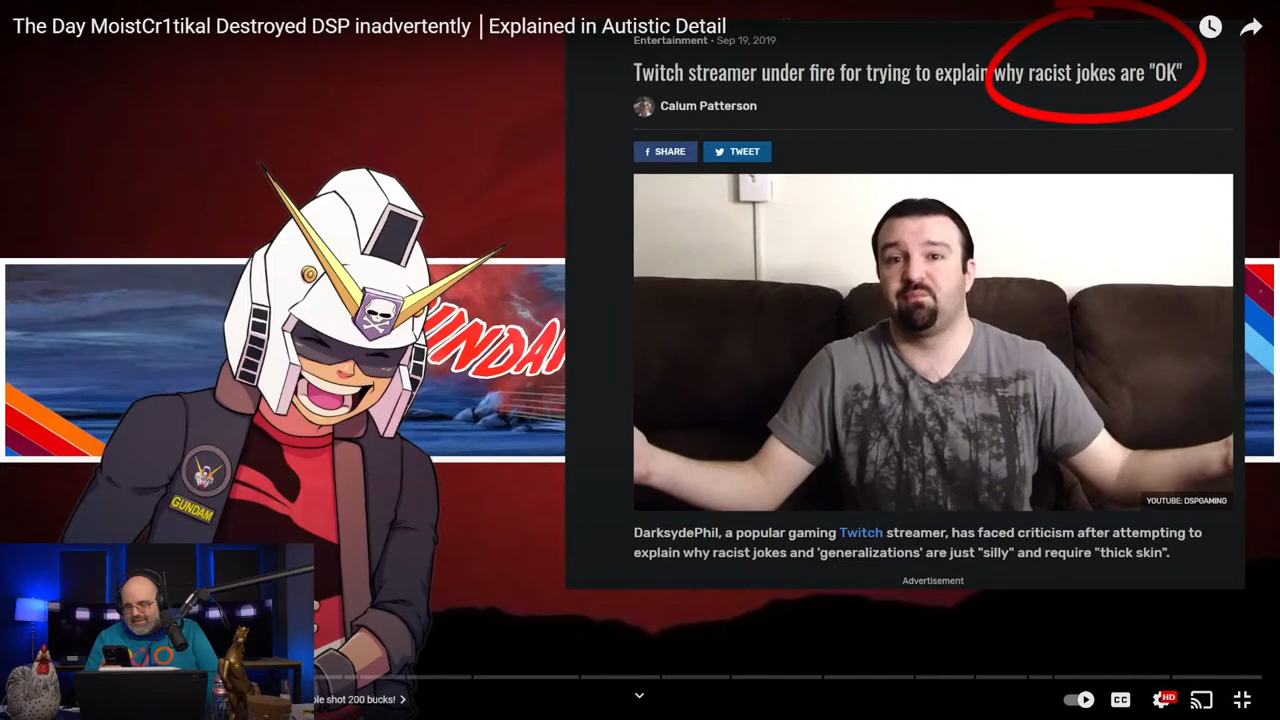 The Day MoistCr1tikal Destroyed DSP inadvertently │Explained in Autistic Detail
Entertainment • Sep 19, 2019
Twitch streamer under fire for trying to explain why racist jokes are "OK"
Calum Patterson
SHARE
TWEET
GUNDAM
YOUTUBE: DSPGAMING
DarksydePhil, a popular gaming Twitch streamer, has faced criticism after attempting to
explain why racist jokes and 'generalizations' are just "silly" and require "thick skin".
Advertisement
ple shot 200 bucks!
CC
HD